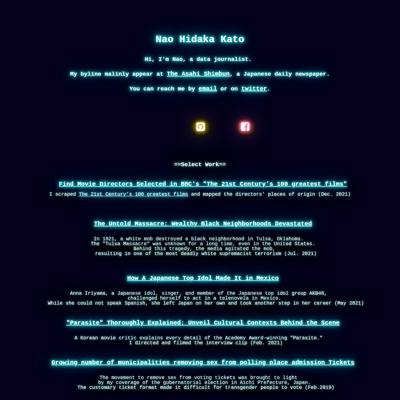 Nao Hidaka Kato
Hi, I'm Nao, a data journalist.
My byline malinly appear at The Asahi Shimbun, a Japanese daily newspaper.
You can reach me by email or on twitter.
==Select Work==
Find Movie Directors Selected in BBC's "The 21st Century's 100 greatest films"
I scraped The 21st Century's 100 greatest films and mapped the directors' places of origin (Dec. 2021)
The Untold Massacre: Wealthy Black Neighborhoods Devastated
In 1921, a white mob destroyed a black neighborhood in Tulsa, Oklahoma.
The "Tulsa Massacre" was unknown for a long time, even in the United States.
Behind this tragedy, the media agitated the mob,
resulting in one of the most deadly white supremacist terrorism (Jul. 2021)
How A Japanese Top Idol Made It in Mexico
Anna Iriyama, a Japanese idol, singer, and member of the Japanese top idol group AKB48,
challenged herself to act in a telenovela in Mexico.
While she could not speak Spanish, she left Japan on her own and took another step in her career (May 2021)
"Parasite" Thoroughly Explained: Unveil Cultural Contexts Behind the Scene
A Korean movie critic explains every detail of the Academy Award-winning "Parasite."
I directed and filmed the interview clip (Feb. 2021)
Growing number of municipalities removing sex from polling place admission Tickets
The movement to remove sex from voting tickets was brought to light
by my coverage of the gubernatorial election in Aichi Prefecture, Japan.
The customary ticket format made it difficult for transgender people to vote (Feb.2019)